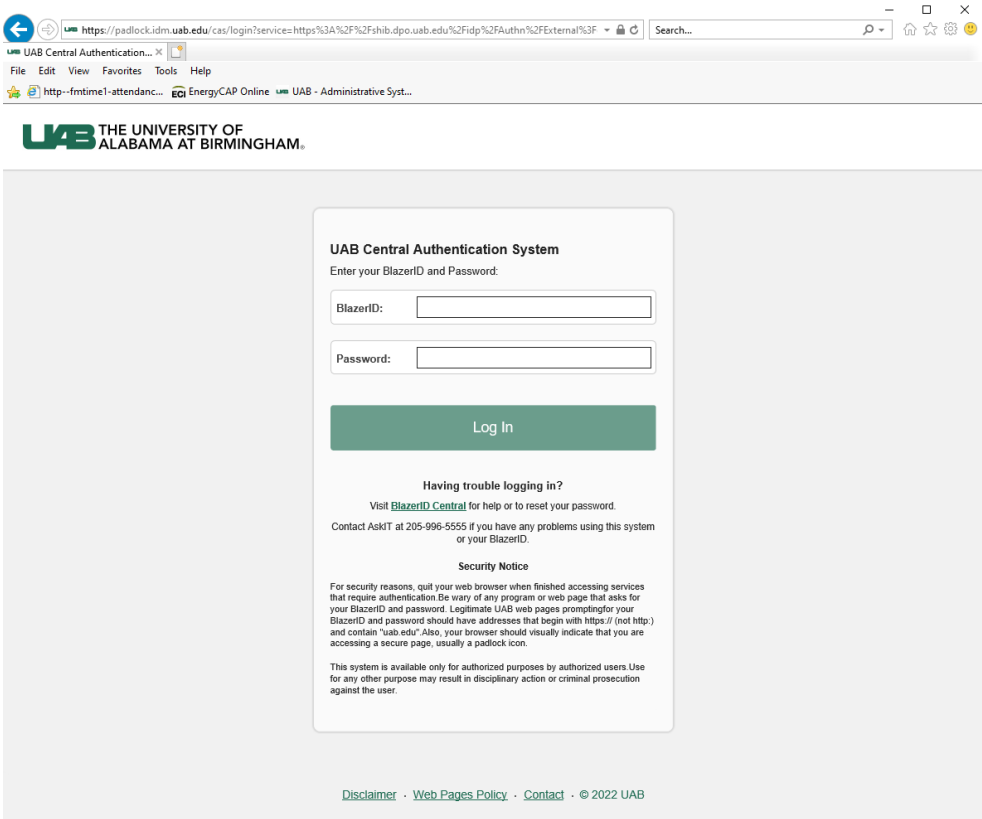 https://padlock.idm.uab.edu/cas/login?service=https%3A%2F%2Fshib.dpo.uab.edu%2Fidp%2FAuthn%2FExternal%3F
Search...
UAB UAB Central Authentication...
File Edit View Favorites Tools Help
http--fmtime1-attendanc... ECi EnergyCAP Online UAB UAB - Administrative Syst...
UAB THE UNIVERSITY OF
ALABAMA AT BIRMINGHAM®
UAB Central Authentication System
Enter your BlazerID and Password:
BlazerID:
Password:
Log In
Having trouble logging in?
Visit BlazerID Central for help or to reset your password.
Contact AskIT at 205-996-5555 if you have any problems using this system
or your BlazerID.
Security Notice
For security reasons, quit your web browser when finished accessing services
that require authentication.Be wary of any program or web page that asks for
your BlazerID and password. Legitimate UAB web pages promptingfor your
BlazerID and password should have addresses that begin with https:// (not http:)
and contain "uab.edu".Also, your browser should visually indicate that you are
accessing a secure page, usually a padlock icon.
This system is available only for authorized purposes by authorized users.Use
for any other purpose may result in disciplinary action or criminal prosecution
against the user.
Disclaimer · Web Pages Policy · Contact · © 2022 UAB